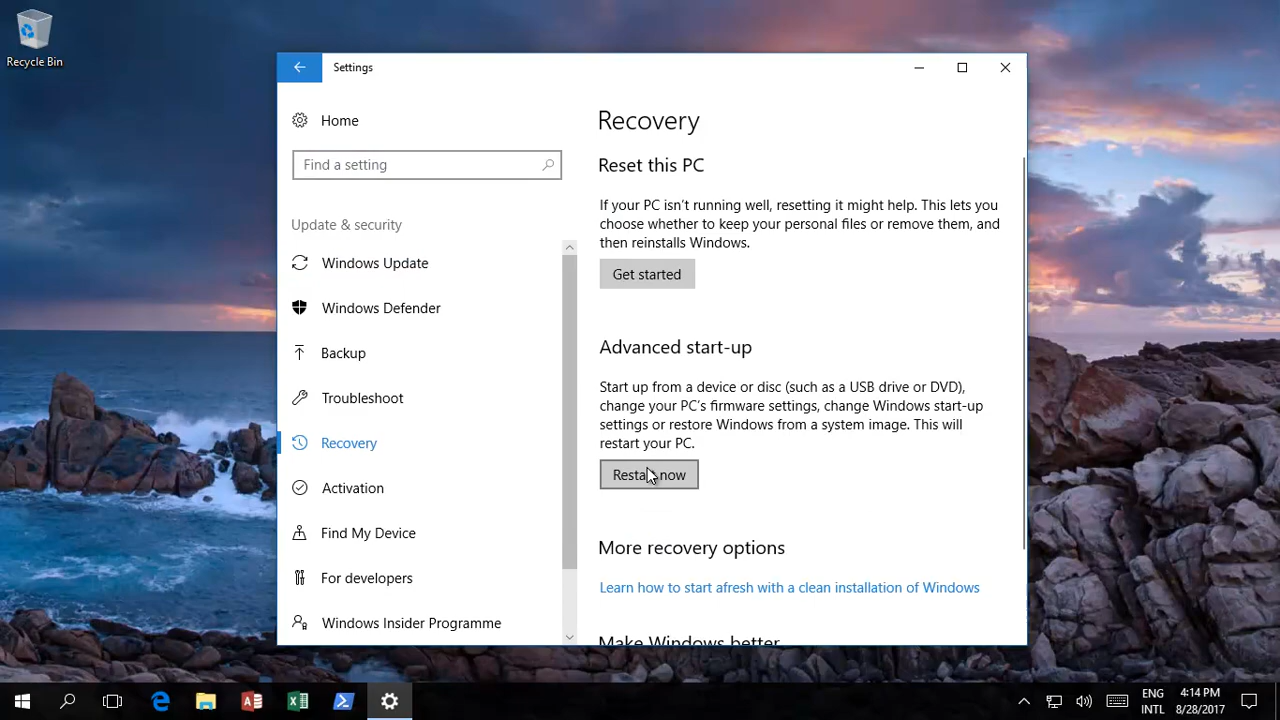 Recycle Bin
Settings
Home
Find a setting
Update & security
Windows Update
Windows Defender
Backup
Troubleshoot
Recovery
Activation
Find My Device
For developers
Windows Insider Programme
Recovery
Reset this PC
If your PC isn't running well, resetting it might help. This lets you
choose whether to keep your personal files or remove them, and
then reinstalls Windows.
Get started
Advanced start-up
Start up from a device or disc (such as a USB drive or DVD),
change your PC's firmware settings, change Windows start-up
settings or restore Windows from a system image. This will
restart your PC.
Restart now
More recovery options
Learn how to start afresh with a clean installation of Windows
Make Windows better
ENG
INTL
4:14 PM
8/28/2017